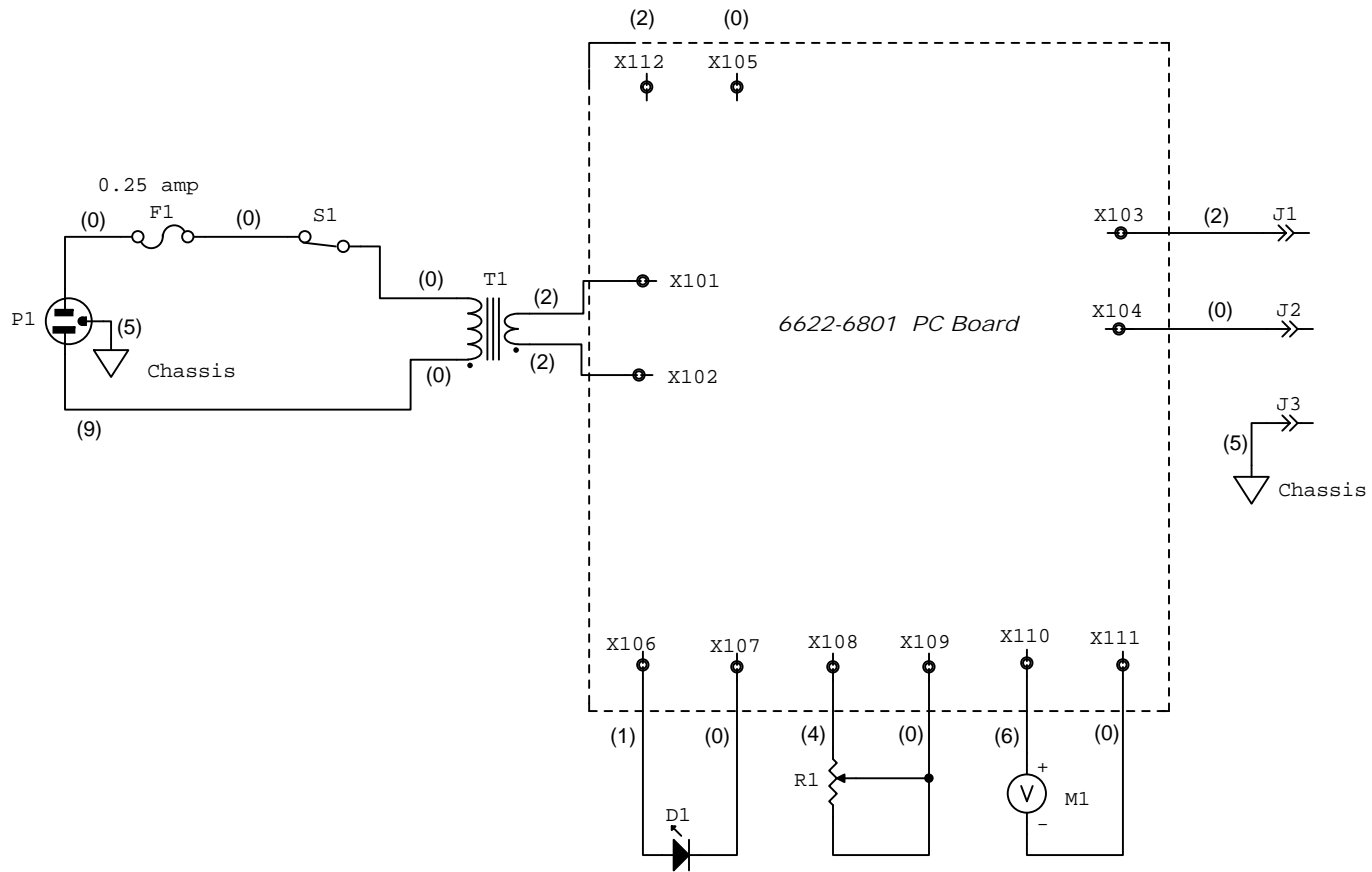 (2) (0)
X112 X105
0.25 amp
(0) F1 (0) S1
X103 (2) J1
(0) T1 (2) X101
P1 (5) 6622-6801 PC Board X104 (0) J2
Chassis (0) (2) X102
(9)
J3
(5)
Chassis
X106 X107 X108 X109 X110 X111
(1) (0) (4) (0) (6) (0)
R1 + V M1
D1 −